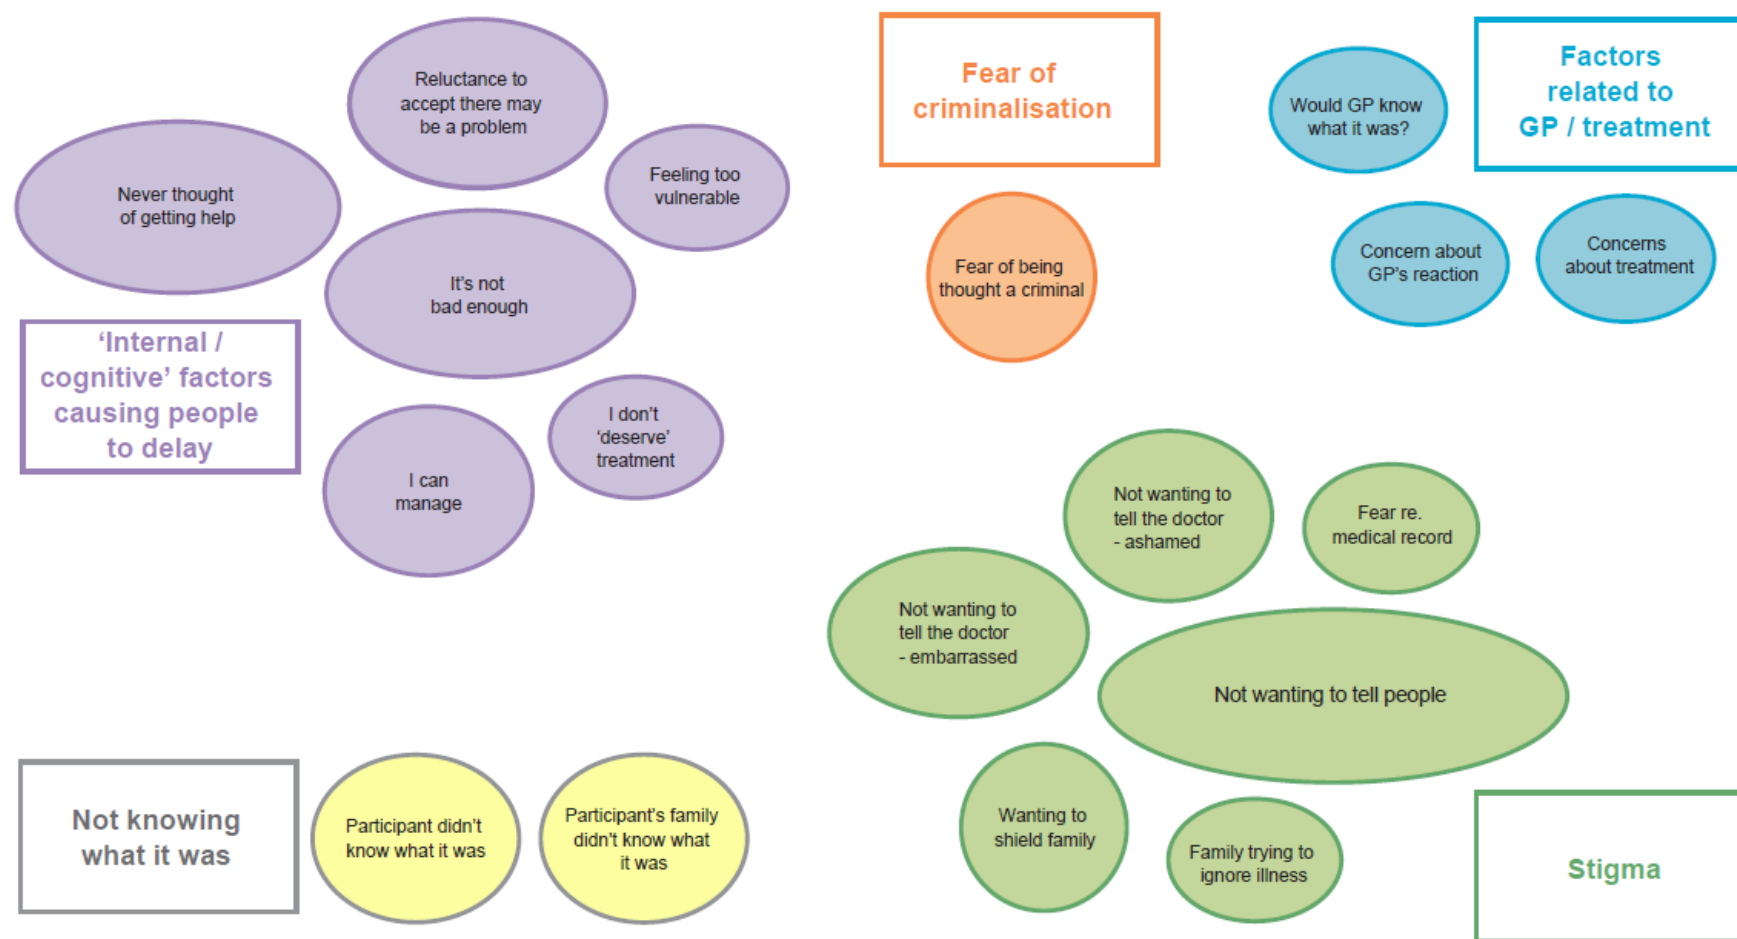 Reluctance to
accept there may
be a problem
Never thought
of getting help
Feeling too
vulnerable
It's not
bad enough
'Internal /
cognitive' factors
causing people
to delay
I don't
'deserve'
treatment
I can
manage
Fear of
criminalisation
Fear of being
thought a criminal
Would GP know
what it was?
Factors
related to
GP / treatment
Concern about
GP's reaction
Concerns
about treatment
Not wanting to
tell the doctor
- ashamed
Fear re.
medical record
Not wanting to
tell the doctor
- embarrassed
Not wanting to tell people
Wanting to
shield family
Family trying to
ignore illness
Stigma
Not knowing
what it was
Participant didn't
know what it was
Participant's family
didn't know what
it was